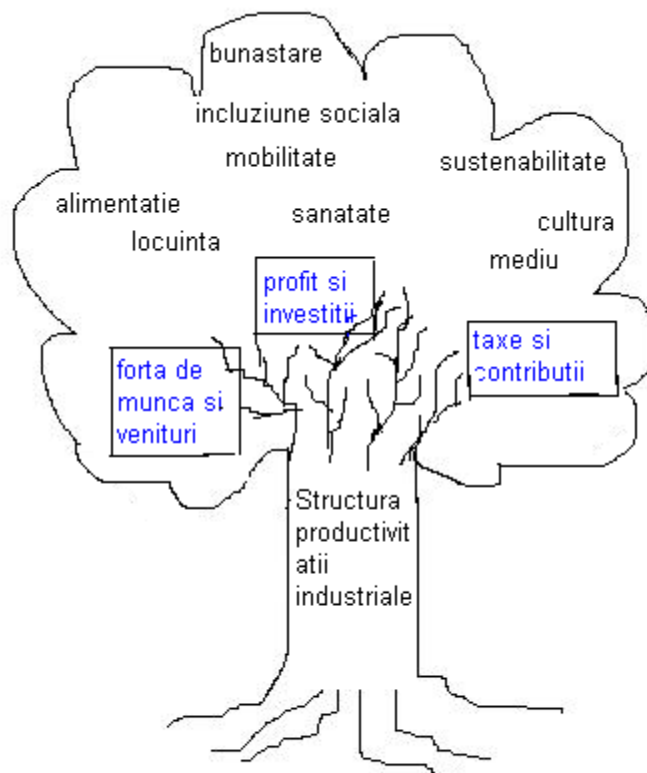 bunastare
incluziune sociala
mobilitate
sustenabilitate
alimentatie
sanatate
cultura
locuinta
mediu
profit si
investitii
taxe si
contributii
forta de
munca si
venituri
Structura
productivit
atii
industriale